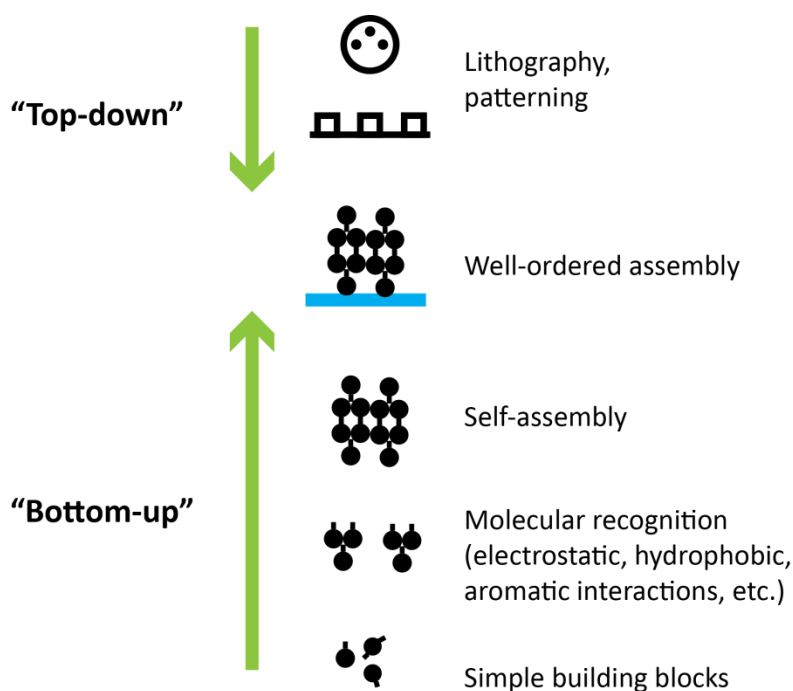 Lithography,
patterning
“Top-down”
Well-ordered assembly
Self-assembly
“Bottom-up”
Molecular recognition
(electrostatic, hydrophobic,
aromatic interactions, etc.)
Simple building blocks